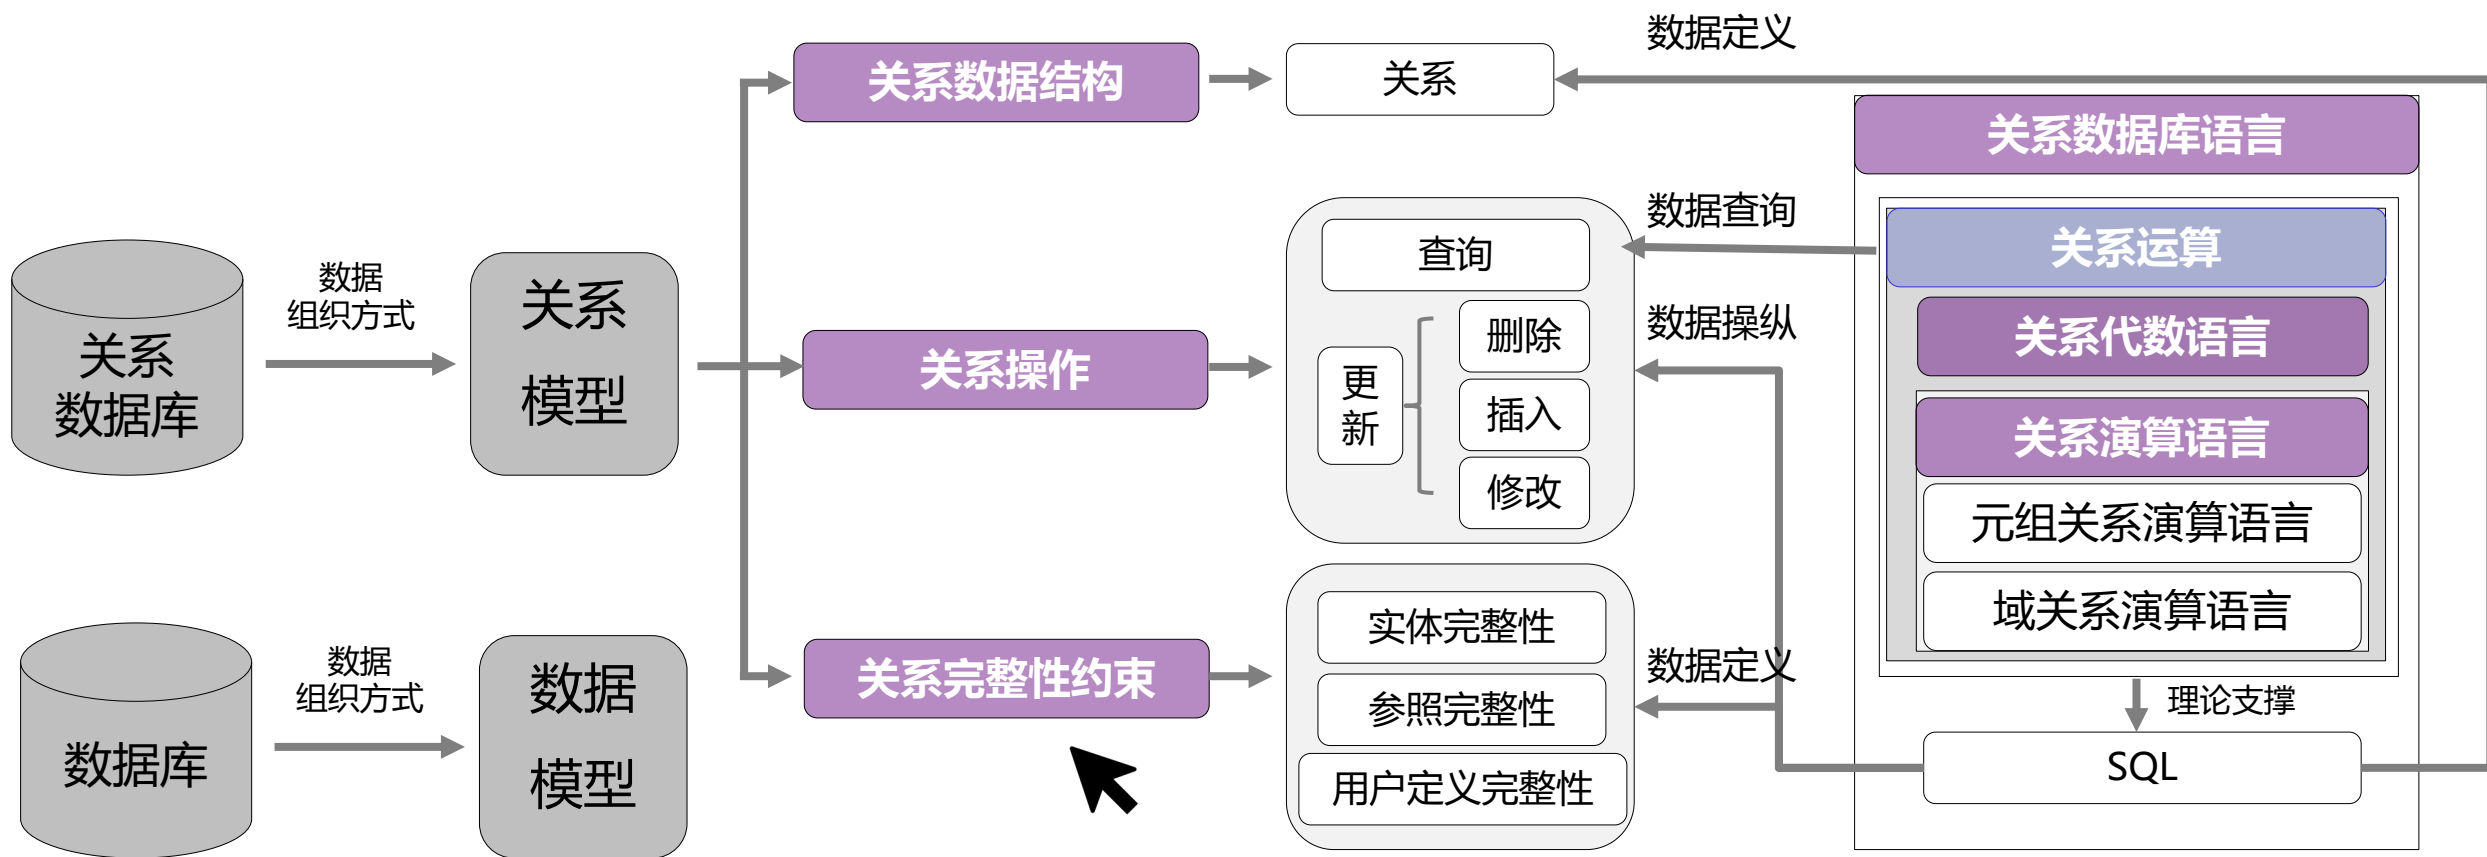 数据
组织方式
关系
数据库
关系
模型
数据
组织方式
数据库
数据
模型
关系数据结构
关系操作
关系完整性约束
关系
数据定义
查询
更
新
删除
插入
修改
数据查询
数据操纵
实体完整性
参照完整性
用户定义完整性
数据定义
关系数据库语言
关系运算
关系代数语言
关系演算语言
元组关系演算语言
域关系演算语言
理论支撑
SQL